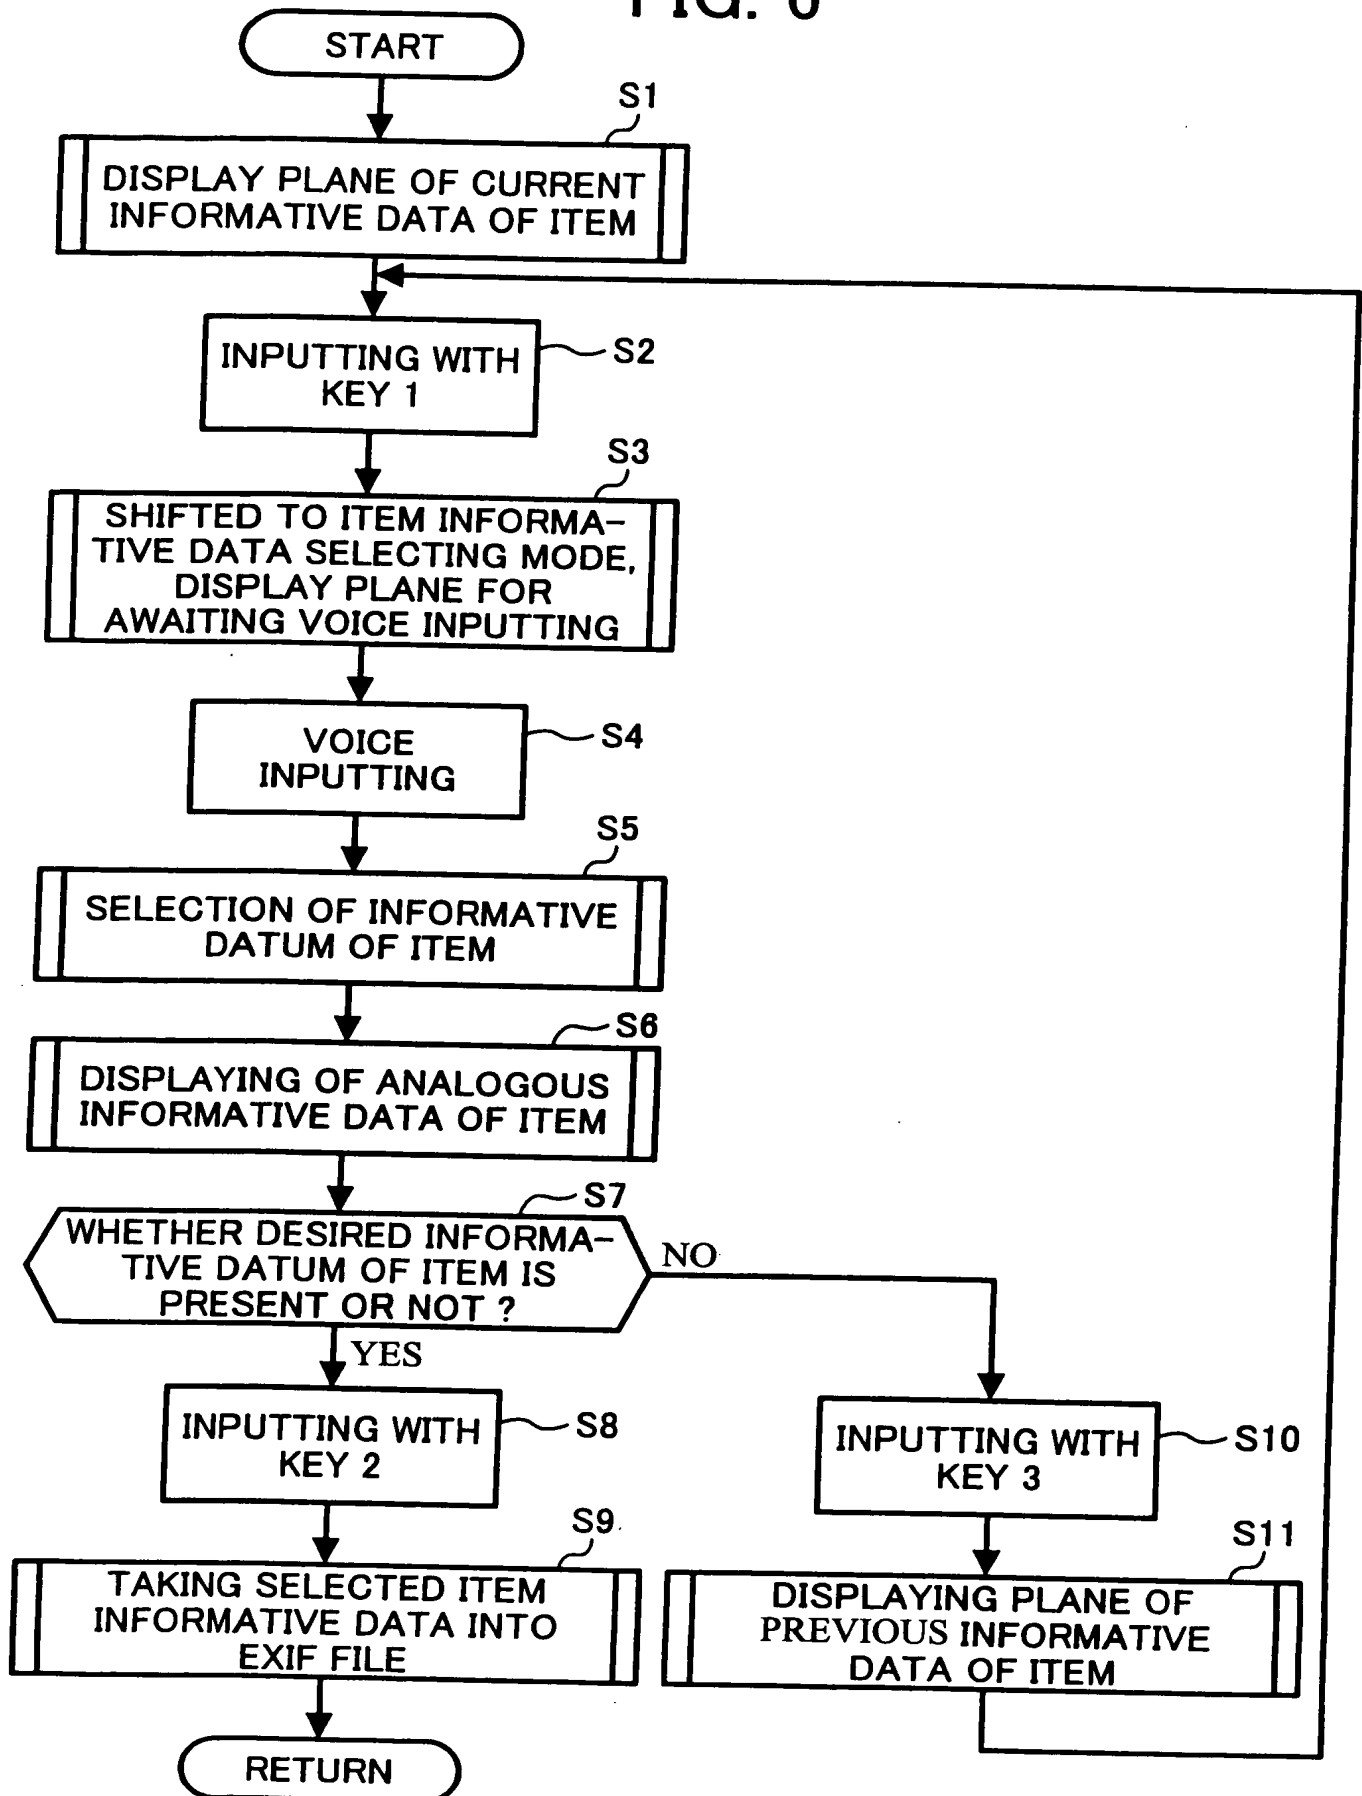 START
S1
DISPLAY PLANE OF CURRENT
INFORMATIVE DATA OF ITEM
INPUTTING WITH
KEY 1
S2
S3
SHIFTED TO ITEM INFORMA-
TIVE DATA SELECTING MODE,
DISPLAY PLANE FOR
AWAITING VOICE INPUTTING
VOICE
INPUTTING
S4
S5
SELECTION OF INFORMATIVE
DATUM OF ITEM
S6
DISPLAYING OF ANALOGOUS
INFORMATIVE DATA OF ITEM
S7
WHETHER DESIRED INFORMA-
TIVE DATUM OF ITEM IS
PRESENT OR NOT ?
NO
YES
INPUTTING WITH
KEY 2
S8
INPUTTING WITH
KEY 3
S10
S9
TAKING SELECTED ITEM
INFORMATIVE DATA INTO
EXIF FILE
S11
DISPLAYING PLANE OF
PREVIOUS INFORMATIVE
DATA OF ITEM
RETURN